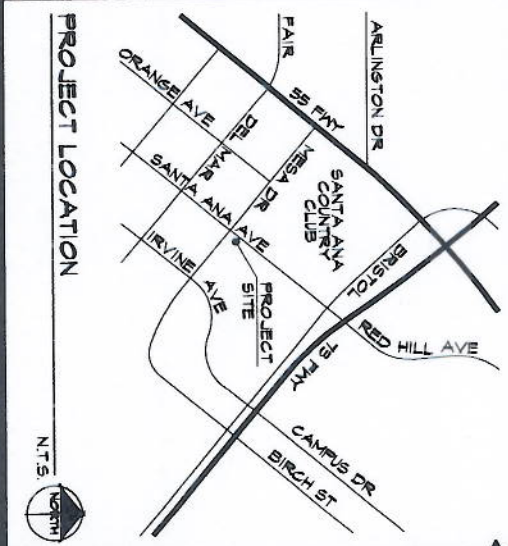 ARLINGTON DR
FAIR
55 FWY
ORANGE AVE
DEL MAR
MESA DR
SANTA ANA
COUNTRY
CLUB
SANTA ANA AVE
BRISTOL
IRVINE AVE
PROJECT
SITE
RED HILL AVE
73 FWY
CAMPUS DR
BIRCH ST
PROJECT LOCATION
N.T.S.
NORTH